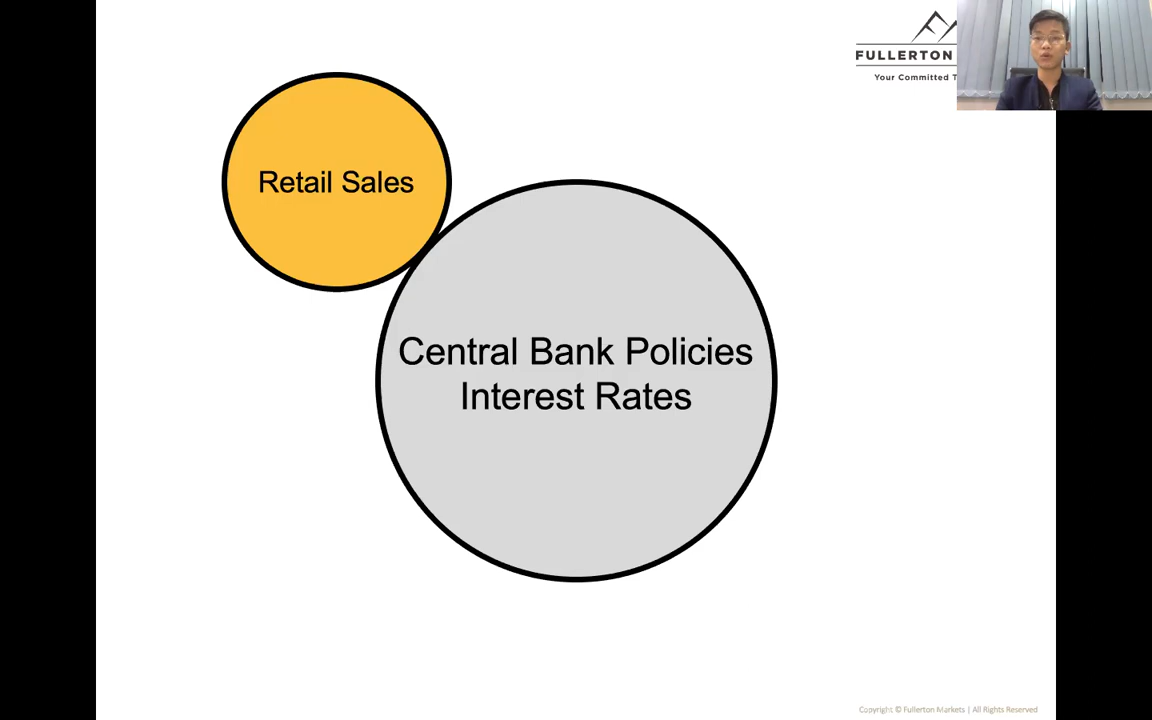 FULLERTON
Your Committed
Retail Sales
Central Bank Policies
Interest Rates
Copyright © Fullerton Markets | All Rights Reserved